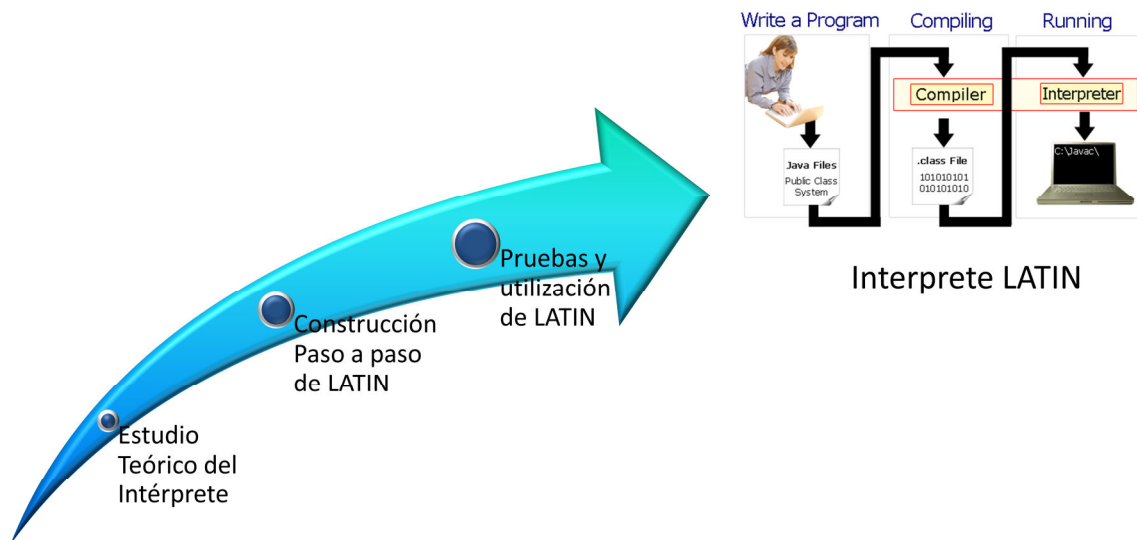 Write a Program
Compiling
Running
Compiler
Interpreter
Java Files
Public Class
System
.class File
101010101
010101010
C:\Javac\
Interprete LATIN
Pruebas y
utilización
de LATIN
Construcción
Paso a paso
de LATIN
Estudio
Teórico del
Intérprete